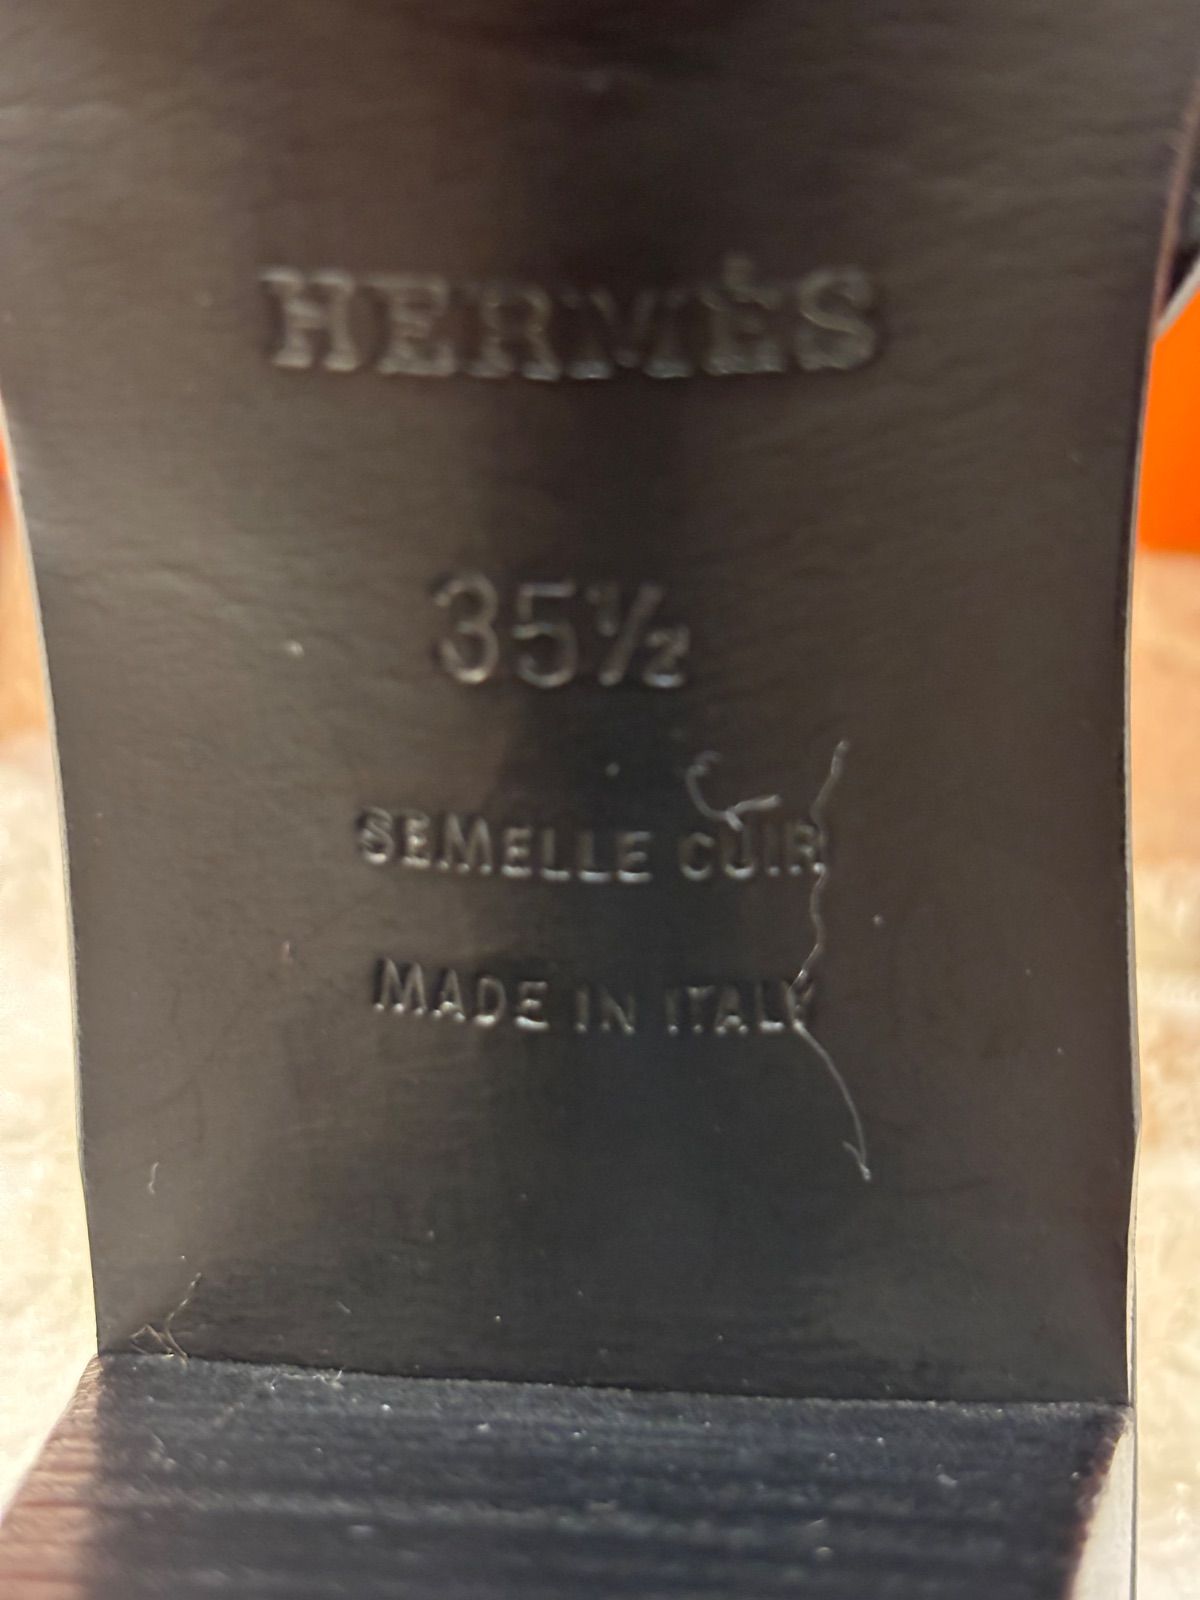 HERMÈS
35½
SEMELLE CUIR
MADE IN ITALY